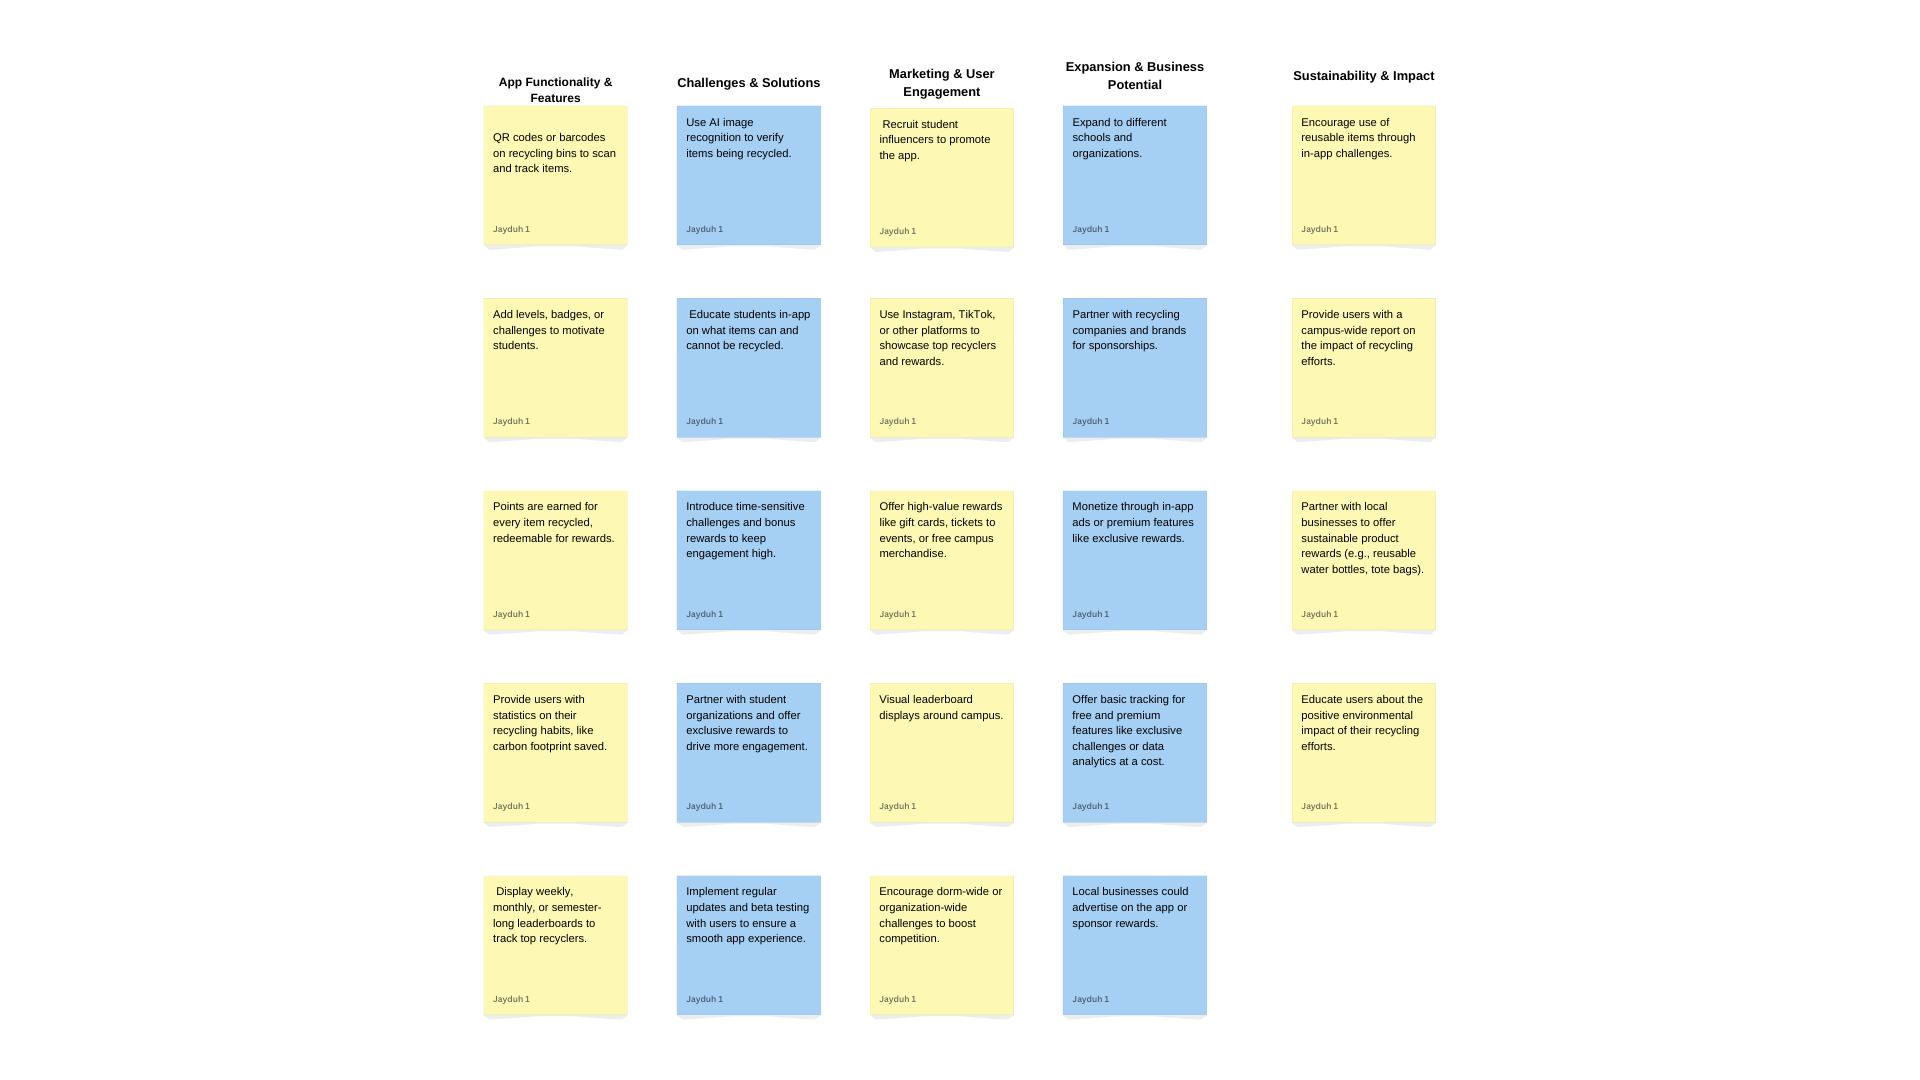 App Functionality &
Features
QR codes or barcodes
on recycling bins to scan
and track items.
Jayduh 1
Add levels, badges, or
challenges to motivate
students.
Jayduh 1
Points are earned for
every item recycled,
redeemable for rewards.
Jayduh 1
Provide users with
statistics on their
recycling habits, like
carbon footprint saved.
Jayduh 1
Display weekly,
monthly, or semester-
long leaderboards to
track top recyclers.
Jayduh 1
Challenges & Solutions
Use AI image
recognition to verify
items being recycled.
Jayduh 1
Educate students in-app
on what items can and
cannot be recycled.
Jayduh 1
Introduce time-sensitive
challenges and bonus
rewards to keep
engagement high.
Jayduh 1
Partner with student
organizations and offer
exclusive rewards to
drive more engagement.
Jayduh 1
Implement regular
updates and beta testing
with users to ensure a
smooth app experience.
Jayduh 1
Marketing & User
Engagement
Recruit student
influencers to promote
the app.
Jayduh 1
Use Instagram, TikTok,
or other platforms to
showcase top recyclers
and rewards.
Jayduh 1
Offer high-value rewards
like gift cards, tickets to
events, or free campus
merchandise.
Jayduh 1
Visual leaderboard
displays around campus.
Jayduh 1
Encourage dorm-wide or
organization-wide
challenges to boost
competition.
Jayduh 1
Expansion & Business
Potential
Expand to different
schools and
organizations.
Jayduh 1
Partner with recycling
companies and brands
for sponsorships.
Jayduh 1
Monetize through in-app
ads or premium features
like exclusive rewards.
Jayduh 1
Offer basic tracking for
free and premium
features like exclusive
challenges or data
analytics at a cost.
Jayduh 1
Local businesses could
advertise on the app or
sponsor rewards.
Jayduh 1
Sustainability & Impact
Encourage use of
reusable items through
in-app challenges.
Jayduh 1
Provide users with a
campus-wide report on
the impact of recycling
efforts.
Jayduh 1
Partner with local
businesses to offer
sustainable product
rewards (e.g., reusable
water bottles, tote bags).
Jayduh 1
Educate users about the
positive environmental
impact of their recycling
efforts.
Jayduh 1